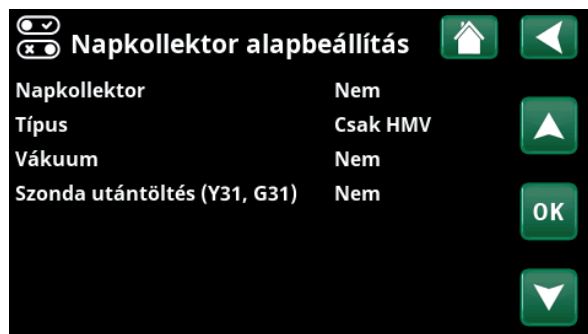 Napkollektor alapbeállítás
Napkollektor Nem
Típus Csak HMV
Vákuum Nem
Szonda utántöltés (Y31, G31) Nem
OK